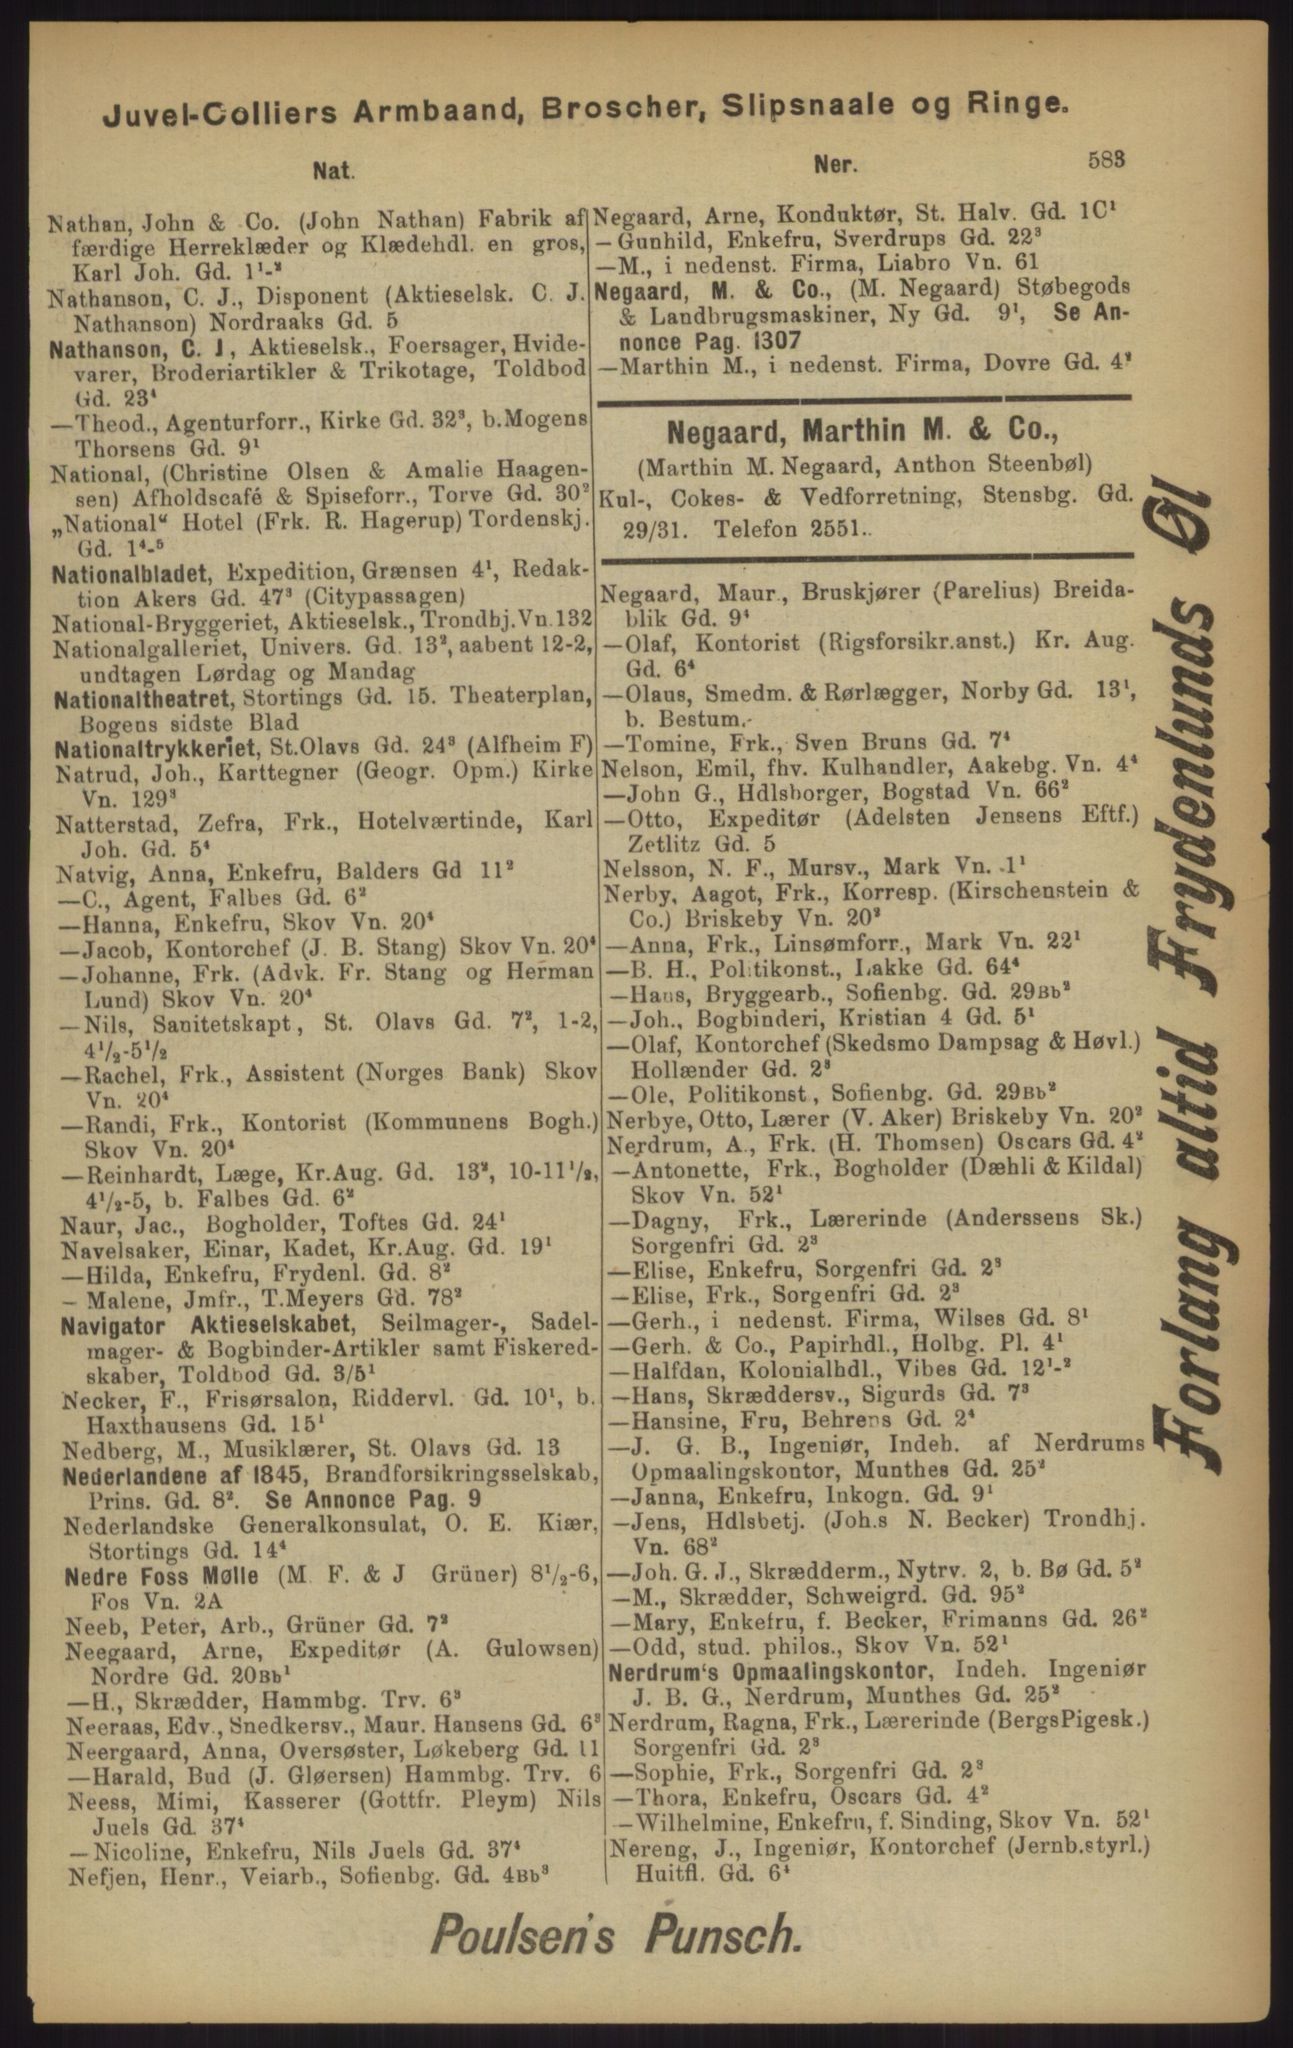 Juvel-Colliers Armbaand, Broscher, Slipsnaale og Ringe.
Nat.
Ner.
583
Nathan, John & Co. (John Nathan) Fabrik af
færdige Herreklæder og Klædehdl. en gros,
Karl Joh. Gd. 1¹-²
Nathanson, C. J., Disponent (Aktieselsk. C. J.
Nathanson) Nordraaks Gd. 5
Nathanson, C. J, Aktieselsk., Foersager, Hvide-
varer, Broderiartikler & Trikotage, Toldbod
Gd. 23⁴
—Theod., Agenturforr., Kirke Gd. 32³, b. Mogens
Thorsens Gd. 9¹
National, (Christine Olsen & Amalie Haagen-
sen) Afholdscafé & Spiseforr., Torve Gd. 30²
„National“ Hotel (Frk. R. Hagerup) Tordenskj.
Gd. 1⁴-⁵
Nationalbladet, Expedition, Grænsen 4¹, Redak-
tion Akers Gd. 47³ (Citypassagen)
National-Bryggeriet, Aktieselsk., Trondhj. Vn. 132
Nationalgalleriet, Univers. Gd. 13², aabent 12-2,
undtagen Lørdag og Mandag
Nationaltheatret, Stortings Gd. 15. Theaterplan,
Bogens sidste Blad
Nationaltrykkeriet, St. Olavs Gd. 24³ (Alfheim F)
Natrud, Joh., Karttegner (Geogr. Opm.) Kirke
Vn. 129³
Natterstad, Zefra, Frk., Hotelværtinde, Karl
Joh. Gd. 5⁴
Natvig, Anna, Enkefru, Balders Gd 11²
—C., Agent, Falbes Gd. 6²
—Hanna, Enkefru, Skov Vn. 20⁴
—Jacob, Kontorchef (J. B. Stang) Skov Vn. 20⁴
—Johanne, Frk. (Advk. Fr. Stang og Herman
Lund) Skov Vn. 20⁴
—Nils, Sanitetskapt, St. Olavs Gd. 7², 1-2,
4¹/₂-5¹/₂
—Rachel, Frk., Assistent (Norges Bank) Skov
Vn. 20⁴
—Randi, Frk., Kontorist (Kommunens Bogh.)
Skov Vn. 20⁴
—Reinhardt, Læge, Kr. Aug. Gd. 13², 10-11¹/₂,
4¹/₂-5, b. Falbes Gd. 6²
Naur, Jac., Bogholder, Toftes Gd. 24¹
Navelsaker, Einar, Kadet, Kr. Aug. Gd. 19¹
—Hilda, Enkefru, Frydenl. Gd. 8²
—Malene, Jmfr., T. Meyers Gd. 78²
Navigator Aktieselskabet, Seilmager-, Sadel-
mager- & Bogbinder-Artikler samt Fiskered-
skaber, Toldbod Gd. 3/5¹
Necker, F., Frisørsalon, Riddervl. Gd. 10¹, b.
Haxthausens Gd. 15¹
Nedberg, M., Musiklærer, St. Olavs Gd. 13
Nederlandene af 1845, Brandforsikringsselskab,
Prins. Gd. 8². Se Annonce Pag. 9
Nederlandske Generalkonsulat, O. E. Kiær,
Stortings Gd. 14⁴
Nedre Foss Mølle (M. F. & J Grüner) 8¹/₂-6,
Fos Vn. 2A
Neeb, Peter, Arb., Grüner Gd. 7²
Neegaard, Arne, Expeditør (A. Gulowsen)
Nordre Gd. 20Bb¹
—H., Skrædder, Hammbg. Trv. 6³
Neeraas, Edv., Snedkersv., Maur. Hansens Gd. 6³
Neergaard, Anna, Oversøster, Løkeberg Gd. 11
—Harald, Bud (J. Gløersen) Hammbg. Trv. 6
Neess, Mimi, Kasserer (Gottfr. Pleym) Nils
Juels Gd. 37⁴
—Nicoline, Enkefru, Nils Juels Gd. 37⁴
Nefjen, Henr., Veiarb., Sofienbg. Gd. 4Bb³
Negaard, Arne, Konduktør, St. Halv. Gd. 1C¹
—Gunhild, Enkefru, Sverdrups Gd. 22³
—M., i nedenst. Firma, Liabro Vn. 61
Negaard, M. & Co., (M. Negaard) Støbegods
& Landbrugsmaskiner, Ny Gd. 9¹, Se An-
nonce Pag. 1307
—Marthin M., i nedenst. Firma, Dovre Gd. 4²
Negaard, Marthin M. & Co.,
(Marthin M. Negaard, Anthon Steenbøl)
Kul-, Cokes- & Vedforretning, Stensbg. Gd.
29/31. Telefon 2551.
Negaard, Maur., Bruskjører (Parelius) Breida-
blik Gd. 9⁴
—Olaf, Kontorist (Rigsforsikr.anst.) Kr. Aug.
Gd. 6⁴
—Olaus, Smedm. & Rørlægger, Norby Gd. 13¹,
b. Bestum.
—Tomine, Frk., Sven Bruns Gd. 7⁴
Nelson, Emil, fhv. Kulhandler, Aakebg. Vn. 4⁴
—John G., Hdlsborger, Bogstad Vn. 66²
—Otto, Expeditør (Adelsten Jensens Eftf.)
Zetlitz Gd. 5
Nelsson, N. F., Mursv., Mark Vn. 1¹
Nerby, Aagot, Frk., Korresp. (Kirschenstein &
Co.) Briskeby Vn. 20²
—Anna, Frk., Linsømforr., Mark Vn. 22¹
—B. H., Politikonst., Lakke Gd. 64⁴
—Hans, Bryggearb., Sofienbg. Gd. 29Bb²
—Joh., Bogbinderi, Kristian 4 Gd. 5¹
—Olaf, Kontorchef (Skedsmo Dampsag & Høvl.)
Hollænder Gd. 2³
—Ole, Politikonst, Sofienbg. Gd. 29Bb²
Nerbye, Otto, Lærer (V. Aker) Briskeby Vn. 20²
Nerdrum, A., Frk. (H. Thomsen) Oscars Gd. 4²
—Antonette, Frk., Bogholder (Dæhli & Kildal)
Skov Vn. 52¹
—Dagny, Frk., Lærerinde (Anderssens Sk.)
Sorgenfri Gd. 2³
—Elise, Enkefru, Sorgenfri Gd. 2³
—Elise, Frk., Sorgenfri Gd. 2³
—Gerh., i nedenst. Firma, Wilses Gd. 8¹
—Gerh. & Co., Papirhdl., Holbg. Pl. 4¹
—Halfdan, Kolonialhdl., Vibes Gd. 12¹-²
—Hans, Skræddersv., Sigurds Gd. 7³
—Hansine, Fru, Behrens Gd. 2⁴
—J. G. B., Ingeniør, Indeh. af Nerdrums
Opmaalingskontor, Munthes Gd. 25²
—Janna, Enkefru, Inkogn. Gd. 9¹
—Jens, Hdlsbetj. (Joh.s N. Becker) Trondhj.
Vn. 68²
—Joh. G. J., Skrædderm., Nytrv. 2, b. Bø Gd. 5²
—M., Skrædder, Schweigrd. Gd. 95²
—Mary, Enkefru, f. Becker, Frimanns Gd. 26²
—Odd, stud. philos., Skov Vn. 52¹
Nerdrum's Opmaalingskontor, Indeh. Ingeniør
J. B. G., Nerdrum, Munthes Gd. 25²
Nerdrum, Ragna, Frk., Lærerinde (Bergs Pigesk.)
Sorgenfri Gd. 2³
—Sophie, Frk., Sorgenfri Gd. 2³
—Thora, Enkefru, Oscars Gd. 4²
—Wilhelmine, Enkefru, f. Sinding, Skov Vn. 52¹
Nereng, J., Ingeniør, Kontorchef (Jernb.styrl.)
Huitfl. Gd. 6⁴
Forlang altid Frydenlunds Øl
Poulsen's Punsch.